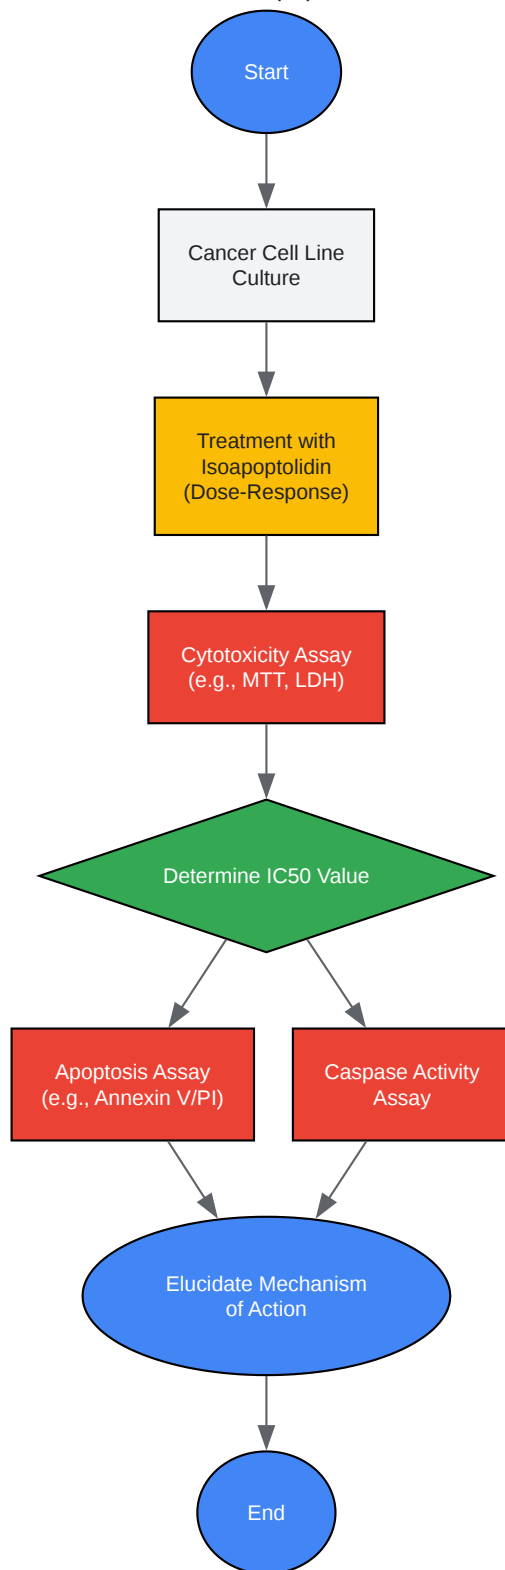 Start
Cancer Cell Line
Culture
Treatment with
Isoapoptolidin
(Dose-Response)
Cytotoxicity Assay
(e.g., MTT, LDH)
Determine IC50 Value
Apoptosis Assay
(e.g., Annexin V/PI)
Caspase Activity
Assay
Elucidate Mechanism
of Action
End